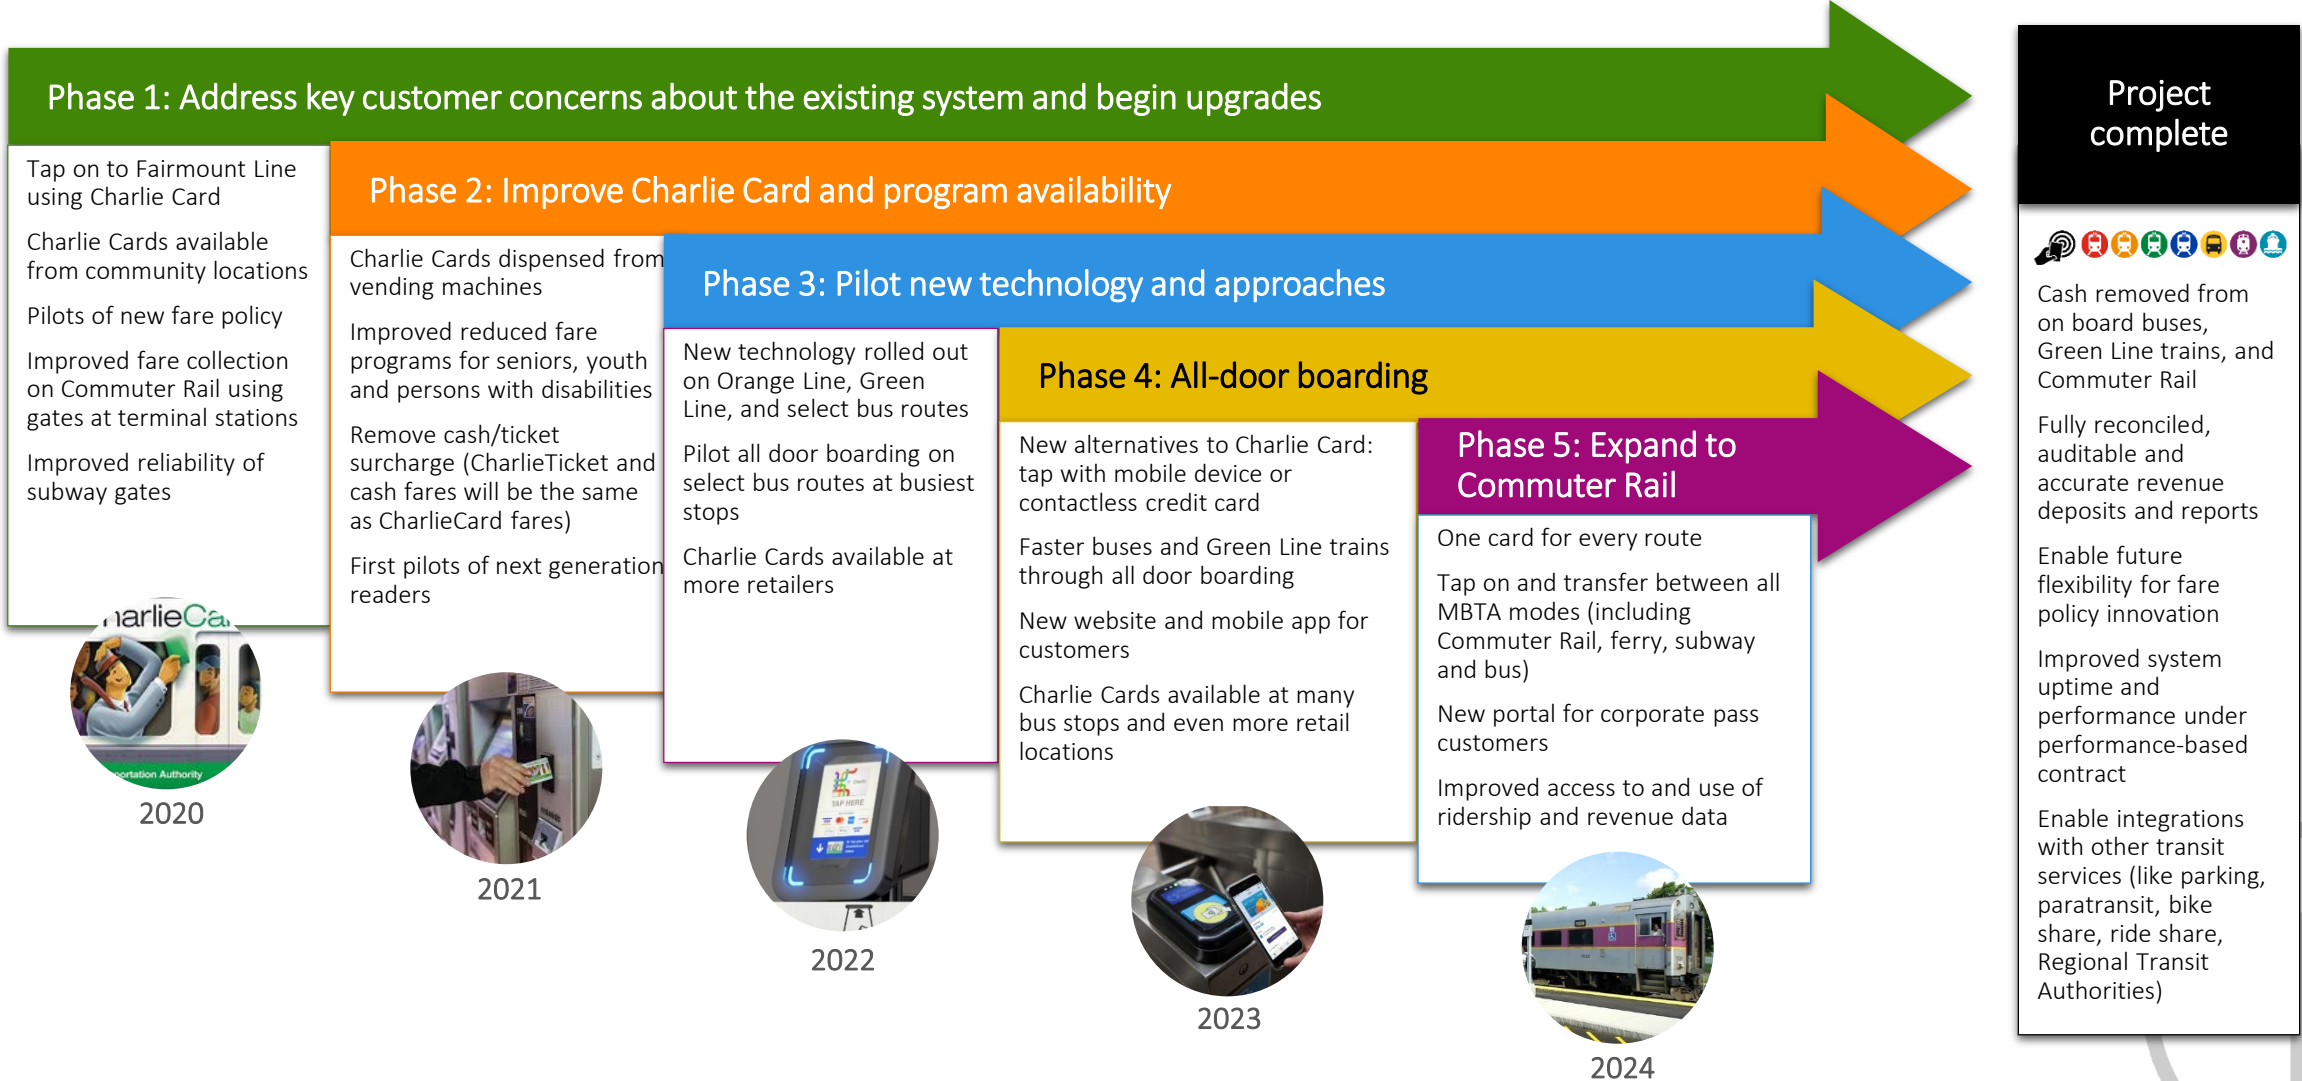 Phase 1: Address key customer concerns about the existing system and begin upgrades
Tap on to Fairmount Line
using Charlie Card
Charlie Cards available
from community locations
Pilots of new fare policy
Improved fare collection
on Commuter Rail using
gates at terminal stations
Improved reliability of
subway gates
harlieCa
portation Authority
2020
Phase 2: Improve Charlie Card and program availability
Charlie Cards dispensed from
vending machines
Improved reduced fare
programs for seniors, youth
and persons with disabilities
Remove cash/ticket
surcharge (CharlieTicket and
cash fares will be the same
as CharlieCard fares)
First pilots of next generation
readers
2021
Phase 3: Pilot new technology and approaches
New technology rolled out
on Orange Line, Green
Line, and select bus routes
Pilot all door boarding on
select bus routes at busiest
stops
Charlie Cards available at
more retailers
TAP HERE
2022
Phase 4: All-door boarding
New alternatives to Charlie Card:
tap with mobile device or
contactless credit card
Faster buses and Green Line trains
through all door boarding
New website and mobile app for
customers
Charlie Cards available at many
bus stops and even more retail
locations
2023
Phase 5: Expand to
Commuter Rail
One card for every route
Tap on and transfer between all
MBTA modes (including
Commuter Rail, ferry, subway
and bus)
New portal for corporate pass
customers
Improved access to and use of
ridership and revenue data
2024
Project
complete
Cash removed from
on board buses,
Green Line trains, and
Commuter Rail
Fully reconciled,
auditable and
accurate revenue
deposits and reports
Enable future
flexibility for fare
policy innovation
Improved system
uptime and
performance under
performance-based
contract
Enable integrations
with other transit
services (like parking,
paratransit, bike
share, ride share,
Regional Transit
Authorities)